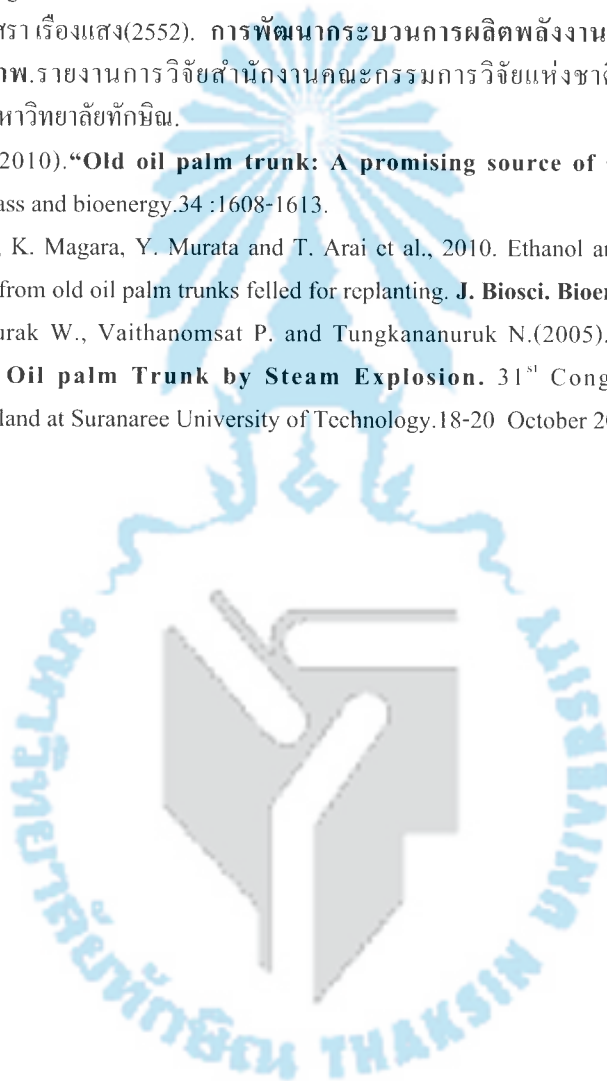 สรา เรืองแสง(2552). การพัฒนากระบวนการผลิตพลังงาน
าพ.รายงานการวิจัยสำนักงานคณะกรรมการวิจัยแห่งชาติ
หาวิทยาลัยทักษิณ.
(2010).“Old oil palm trunk: A promising source of
ass and bioenergy.34 :1608-1613.
, K. Magara, Y. Murata and T. Arai et al., 2010. Ethanol
from old oil palm trunks felled for replanting. J. Biosci.
urak W., Vaithanomsat P. and Tungkananuruk N.(2005).
Oil palm Trunk by Steam Explosion. 31st Cong
land at Suranaree University of Technology.18-20 October
มหาวิทยาลัยทักษิณ THAKSIN UNIVERSITY